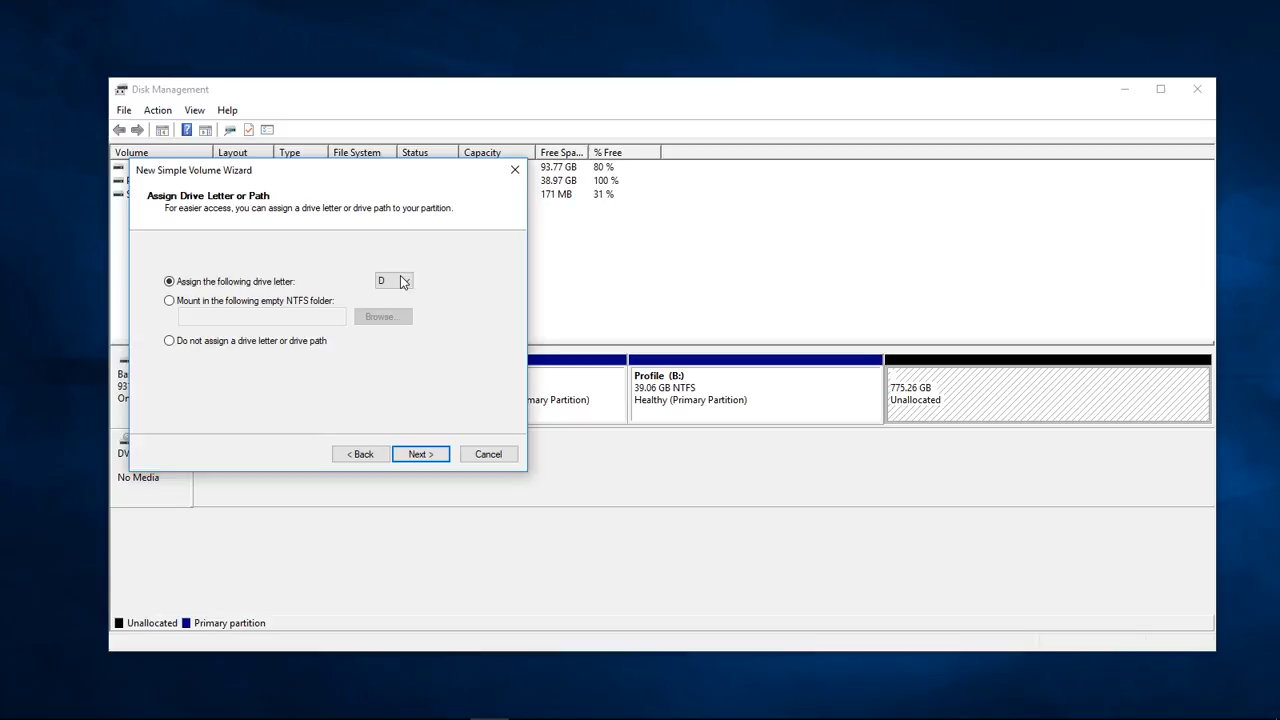 Disk Management
File Action View Help
Volume Layout Type File System Status Capacity Free Spa... % Free
93.77 GB 80 %
38.97 GB 100 %
171 MB 31 %
New Simple Volume Wizard
Assign Drive Letter or Path
For easier access, you can assign a drive letter or drive path to your partition.
Assign the following drive letter: D
Mount in the following empty NTFS folder:
Browse...
Do not assign a drive letter or drive path
< Back Next > Cancel
Ba
93
On
mary Partition)
Profile (B:)
39.06 GB NTFS
Healthy (Primary Partition)
775.26 GB
Unallocated
DV
No Media
Unallocated Primary partition